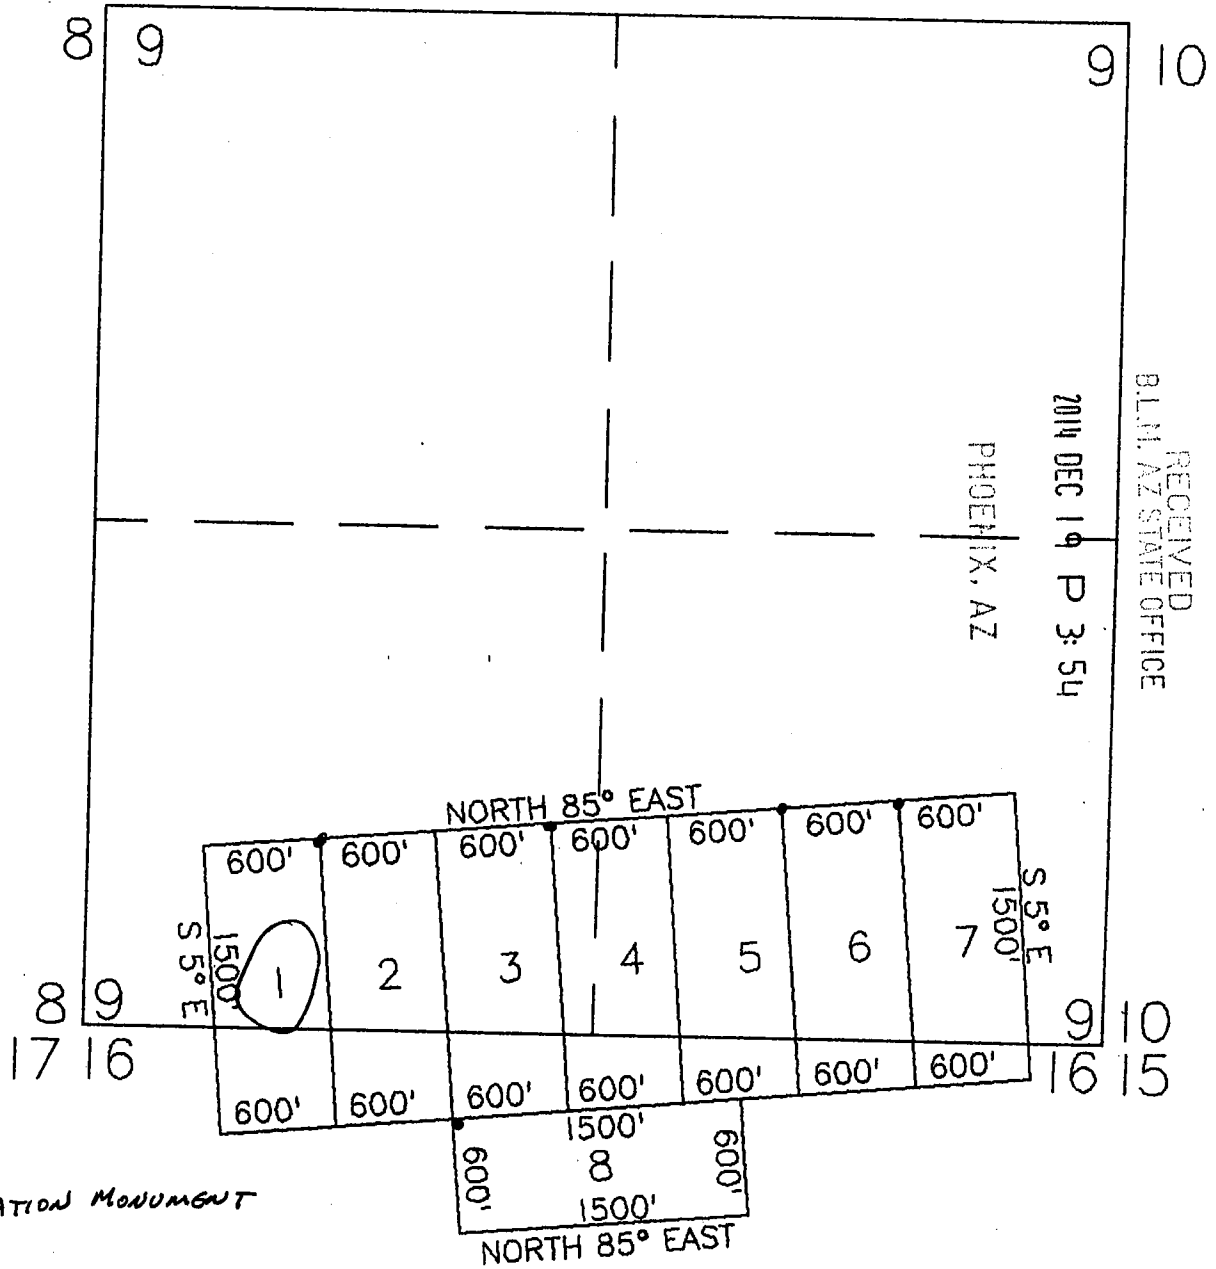 8 9
9 10
RECEIVED
B.L.M. AZ STATE OFFICE
2014 DEC 19 P 3:54
PHOENIX, AZ
NORTH 85° EAST
600' 600' 600' 600' 600' 600' 600'
S 5° E
1500'
1 2 3 4 5 6 7
1500'
S 5° E
8 9
17 16
9 10
16 15
600' 600' 600' 600' 600' 600' 600'
1500'
600' 8 600'
1500'
NORTH 85° EAST
ATION MONUMENT